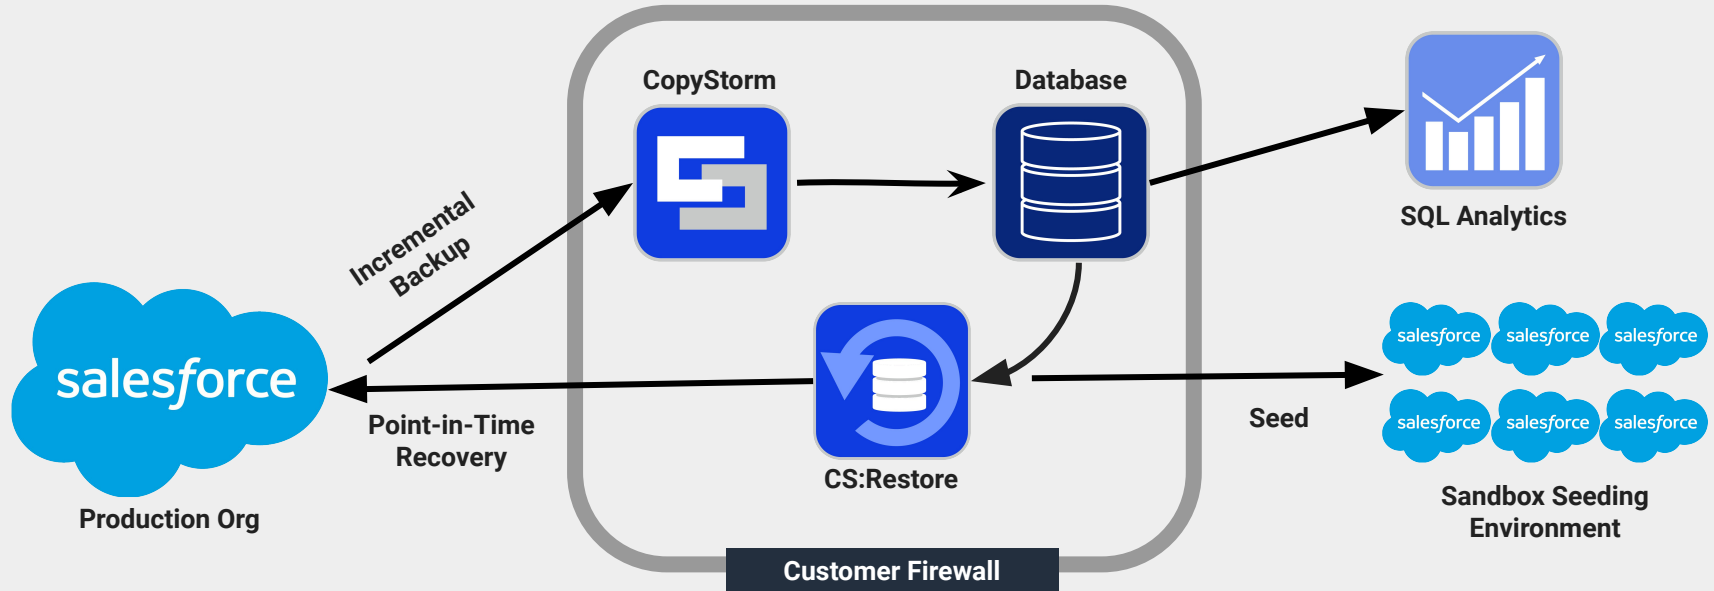 CopyStorm
Database
SQL Analytics
Incremental
Backup
salesforce
Production Org
Point-in-Time
Recovery
CS:Restore
Seed
salesforce
salesforce
salesforce
salesforce
salesforce
salesforce
Sandbox Seeding
Environment
Customer Firewall